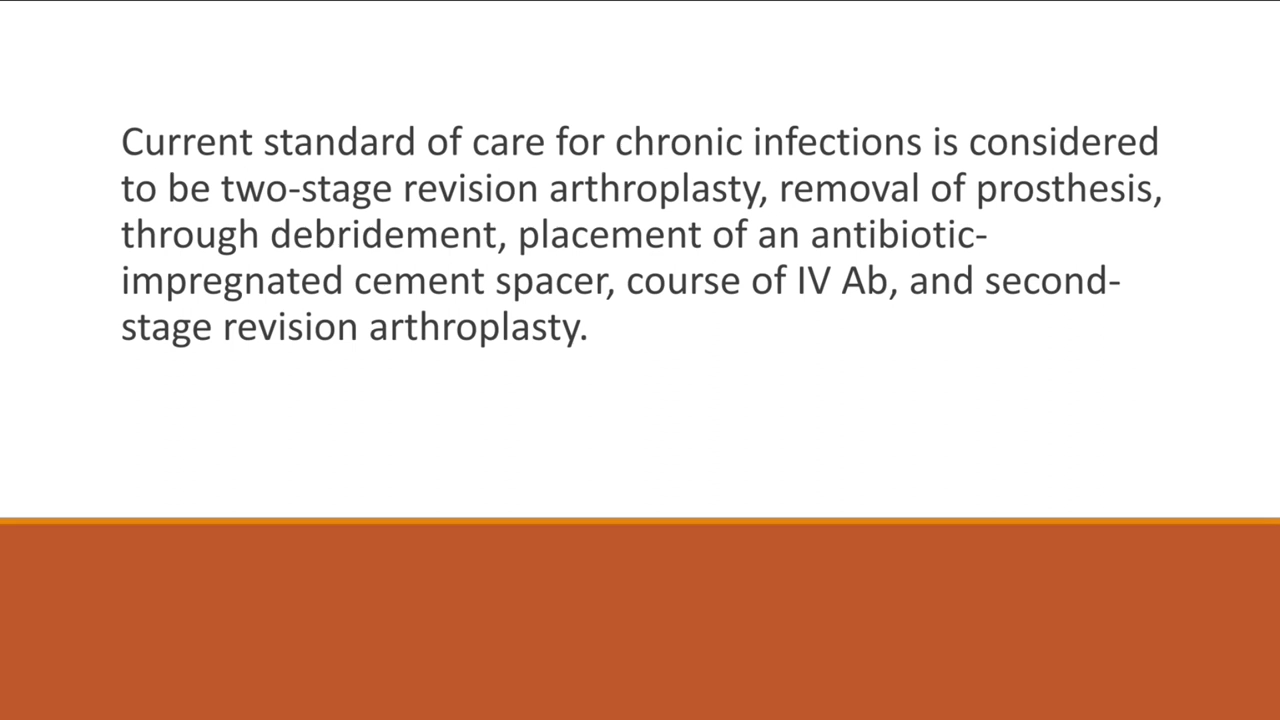 Current standard of care for chronic infections is considered
to be two-stage revision arthroplasty, removal of prosthesis,
through debridement, placement of an antibiotic-
impregnated cement spacer, course of IV Ab, and second-
stage revision arthroplasty.